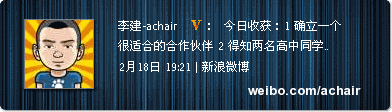 李建-achair V : 今日收获：1 确立一个
很适合的合作伙伴 2 得知两名高中同学..
2月18日 19:21 | 新浪微博
weibo.com/achair